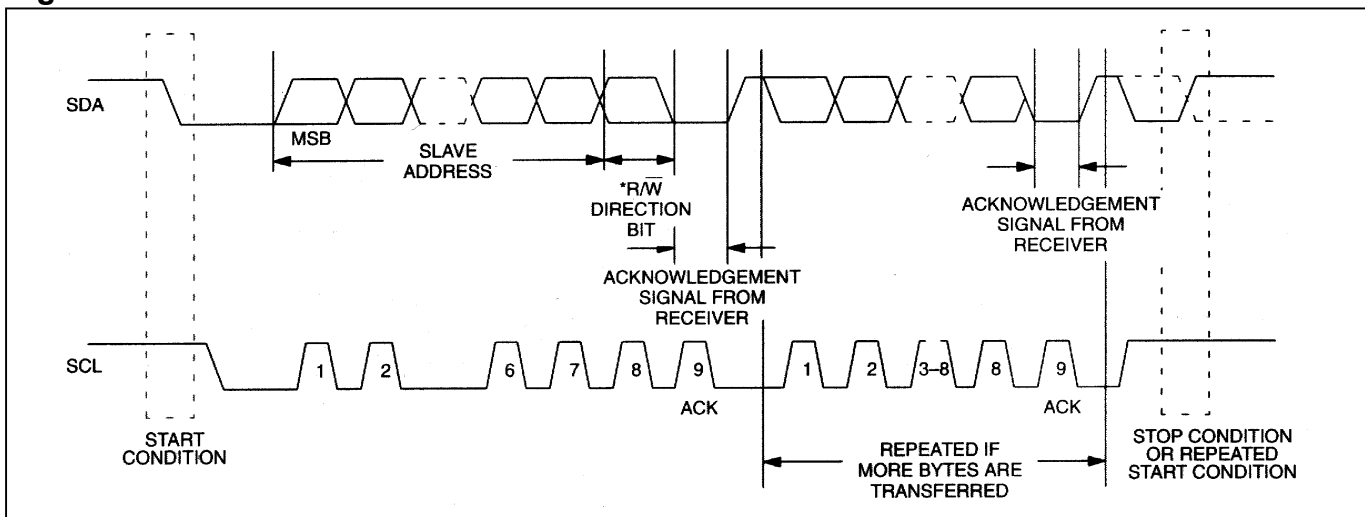 SDA
MSB
SLAVE
ADDRESS
*R/W̅
DIRECTION
BIT
ACKNOWLEDGEMENT
SIGNAL FROM
RECEIVER
ACKNOWLEDGEMENT
SIGNAL FROM
RECEIVER
SCL
1
2
6
7
8
9
1
2
3–8
8
9
ACK
ACK
START
CONDITION
REPEATED IF
MORE BYTES ARE
TRANSFERRED
STOP CONDITION
OR REPEATED
START CONDITION